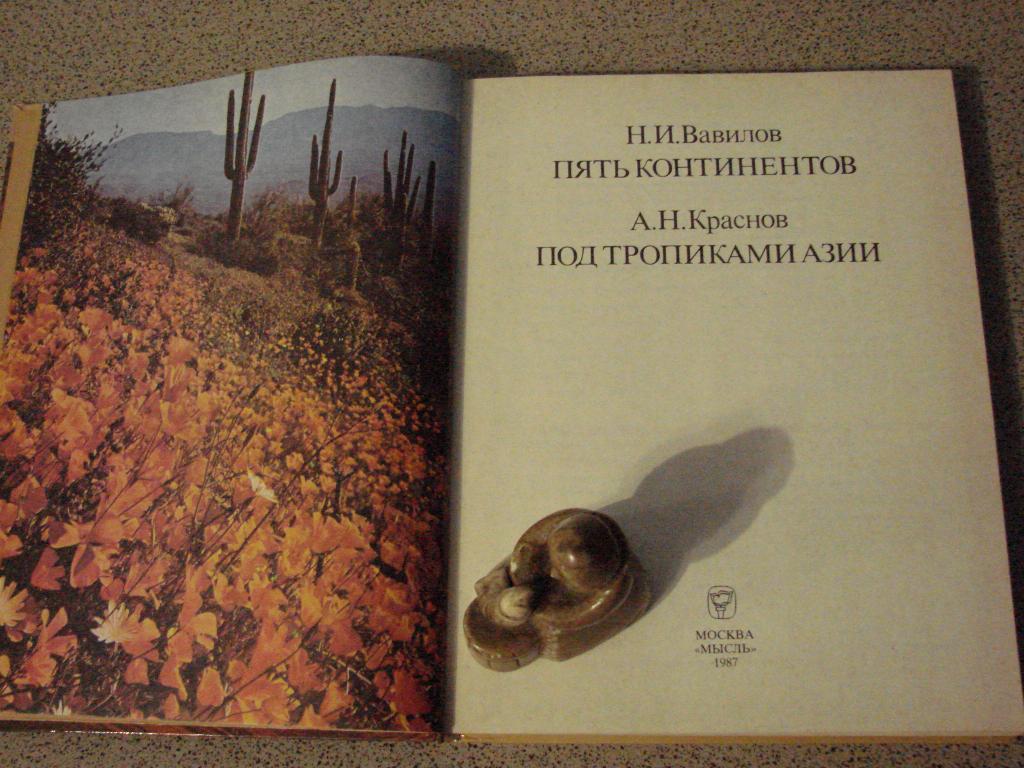 Н.И.Вавилов
ПЯТЬ КОНТИНЕНТОВ
А.Н.Краснов
ПОД ТРОПИКАМИ АЗИИ
МОСКВА
«МЫСЛЬ»
1987